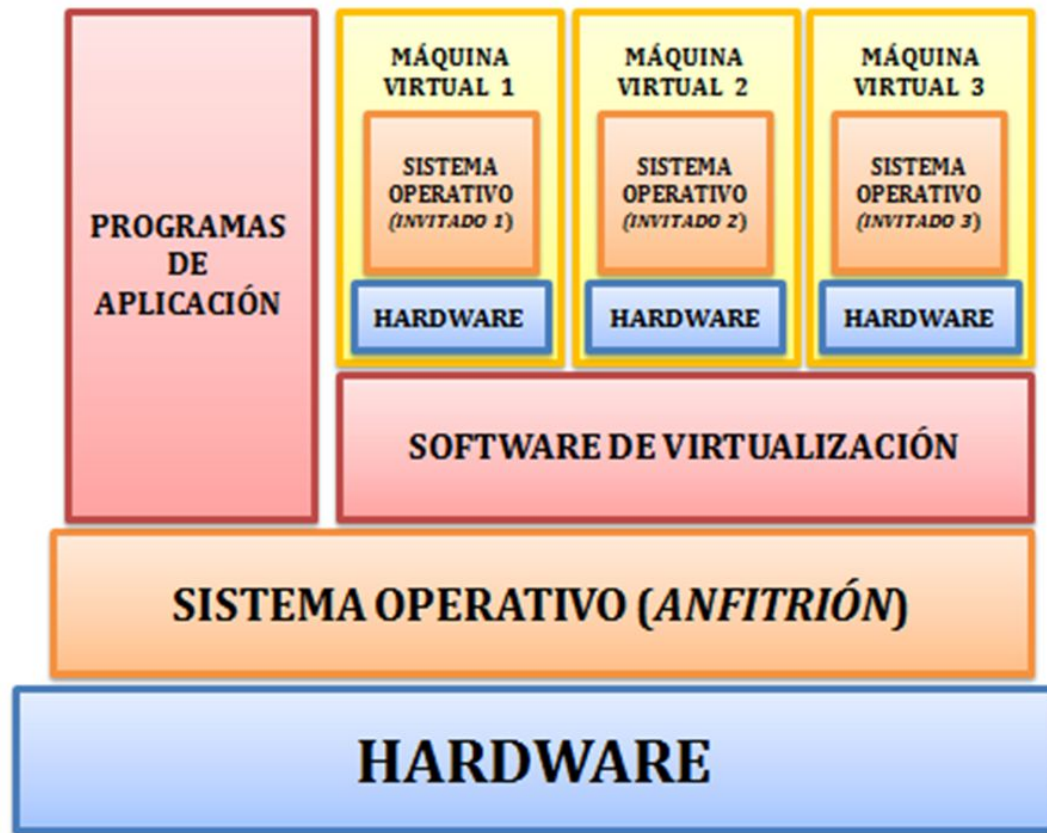 PROGRAMAS
DE
APLICACIÓN
MÁQUINA
VIRTUAL 1
SISTEMA
OPERATIVO
(INVITADO 1)
HARDWARE
MÁQUINA
VIRTUAL 2
SISTEMA
OPERATIVO
(INVITADO 2)
HARDWARE
MÁQUINA
VIRTUAL 3
SISTEMA
OPERATIVO
(INVITADO 3)
HARDWARE
SOFTWARE DE VIRTUALIZACIÓN
SISTEMA OPERATIVO (ANFITRIÓN)
HARDWARE